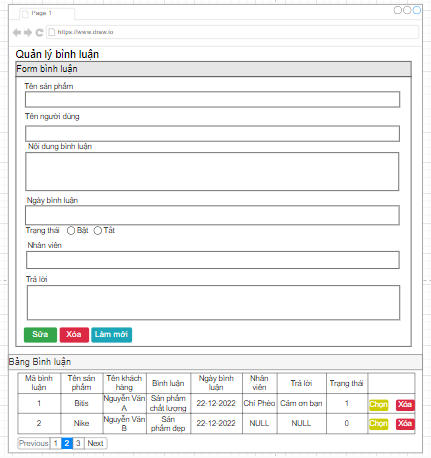 Page 1
https://www.draw.io
Quản lý bình luận
Form bình luận
Tên sản phẩm
Tên người dùng
Nội dung bình luận
Ngày bình luận
Trạng thái Bật Tắt
Nhân viên
Trả lời
Sửa Xóa Làm mới
Bảng Bình luận
Mã bình luận Tên sản phẩm Tên khách hàng Bình luận Ngày bình luận Nhân viên Trả lời Trạng thái
1 Bitis Nguyễn Văn A Sản phẩm chất lượng 22-12-2022 Chí Phèo Cám ơn bạn 1 Chọn Xóa
2 Nike Nguyễn Văn B Sản phẩm đẹp 22-12-2022 NULL NULL 0 Chọn Xóa
Previous 1 2 3 Next